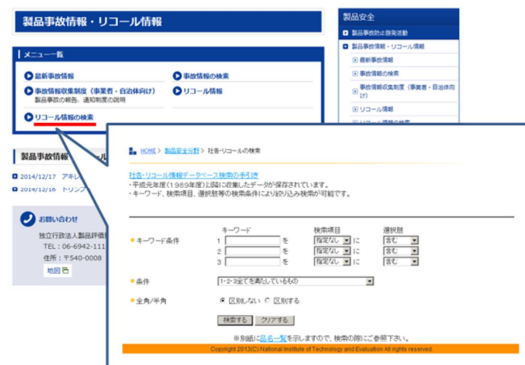 製品事故情報・リコール情報
メニュー一覧
最新事故情報
事故情報の検索
事故情報収集制度（事業者・自治体向け）
製品事故の報告、通知制度の説明
リコール情報
リコール情報の検索
製品安全
製品事故防止啓発活動
製品事故情報・リコール情報
最新事故情報
事故情報の検索
事故情報収集制度（事業者・自治体向け）
リコール情報
製品事故情報
2014/12/17 アキレ
2014/12/16 トリンプ
お問い合わせ
独立行政法人製品評価
TEL：06-6942-111
住所：〒540-0008
地図
HOME> 製品安全分野> 社告・リコールの検索
社告・リコール情報データベース検索の手引き
・平成元年度(1989年度)以降に収集したデータが保存されています。
・キーワード、検索項目、選択肢等の検索条件により絞り込み検索が可能です。
キーワード 検索項目 選択肢
キーワード条件 1 を 指定なし に 含む
2 を 指定なし に 含む
3 を 指定なし に 含む
条件 1・2・3全てを満たしているもの
全角/半角 区別しない 区別する
検索する クリアする
※別紙に品名一覧を示しますので、検索の際にご参照下さい。
Copyright 2013(C) National Institute of Technology and Evaluation All rights reserved.